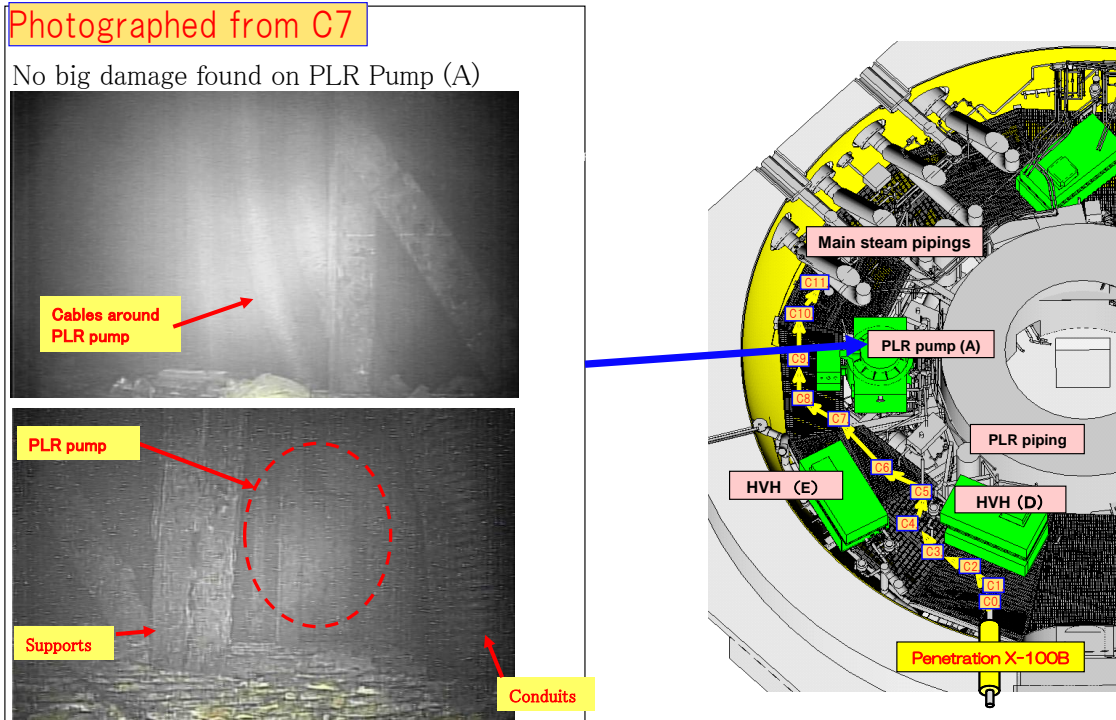 Photographed from C7
No big damage found on PLR Pump (A)
Cables around
PLR pump
PLR pump
Supports
Conduits
Main steam pipings
C11
C10
PLR pump (A)
C9
C8
C7
PLR piping
C6
HVH （E）
C5
HVH （D）
C4
C3
C2
C1
C0
Penetration X-100B